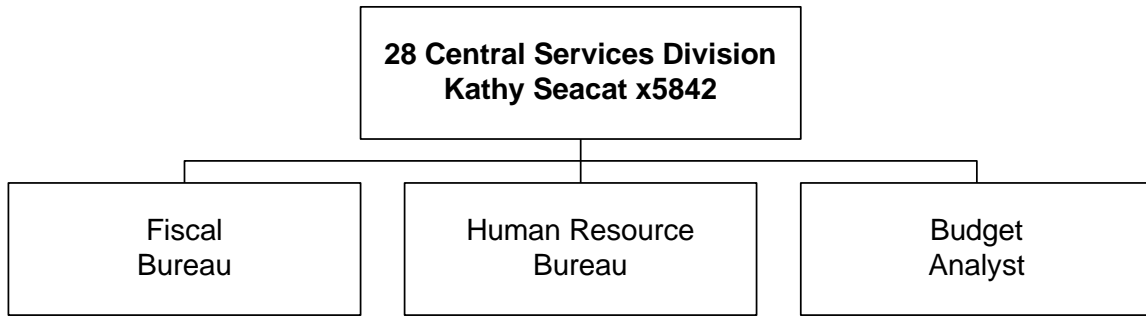 28 Central Services Division
Kathy Seacat x5842
Fiscal
Bureau
Human Resource
Bureau
Budget
Analyst